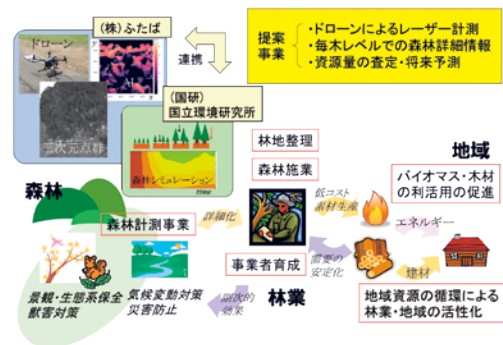 (株)ふたば
ドローン
AI
三次元点群
連携
(国研)
国立環境研究所
森林シミュレーション
time
提案
事業
・ドローンによるレーザー計測
・毎木レベルでの森林詳細情報
・資源量の査定・将来予測
森林
森林計測事業
詳細化
景観・生態系保全
獣害対策
気候変動対策
災害防止
副次的
効果
林地整理
森林施業
事業者育成
林業
低コスト
素材生産
需要の
安定化
地域
バイオマス・木材
の利活用の促進
エネルギー
建材
地域資源の循環による
林業・地域の活性化